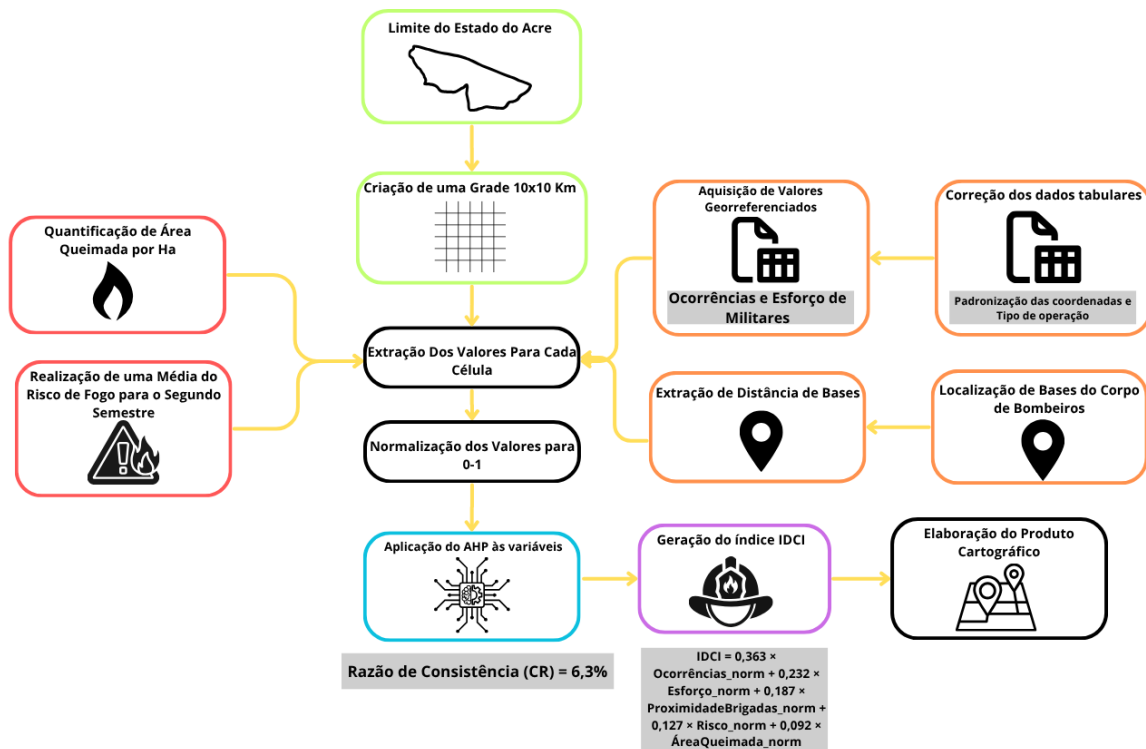 Limite do Estado do Acre
Criação de uma Grade 10x10 Km
Quantificação de Área
Queimada por Ha
Realização de uma Média do
Risco de Fogo para o Segundo
Semestre
Aquisição de Valores
Georreferenciados
Ocorrências e Esforço de
Militares
Correção dos dados tabulares
Padronização das coordenadas e
Tipo de operação
Extração Dos Valores Para Cada
Célula
Extração de Distância de Bases
Localização de Bases do Corpo
de Bombeiros
Normalização dos Valores para
0-1
Aplicação do AHP às variáveis
Razão de Consistência (CR) = 6,3%
Geração do índice IDCI
IDCI = 0,363 ×
Ocorrências_norm + 0,232 ×
Esforço_norm + 0,187 ×
ProximidadeBrigadas_norm +
0,127 × Risco_norm + 0,092 ×
ÁreaQueimada_norm
Elaboração do Produto
Cartográfico